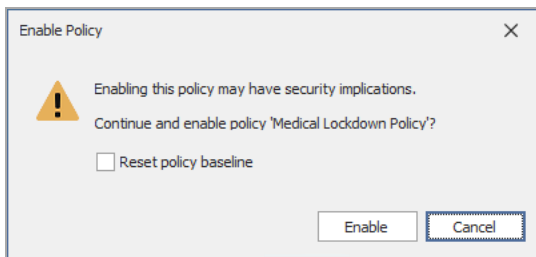 Enable Policy
Enabling this policy may have security implications.
Continue and enable policy 'Medical Lockdown Policy'?
Reset policy baseline
Enable
Cancel